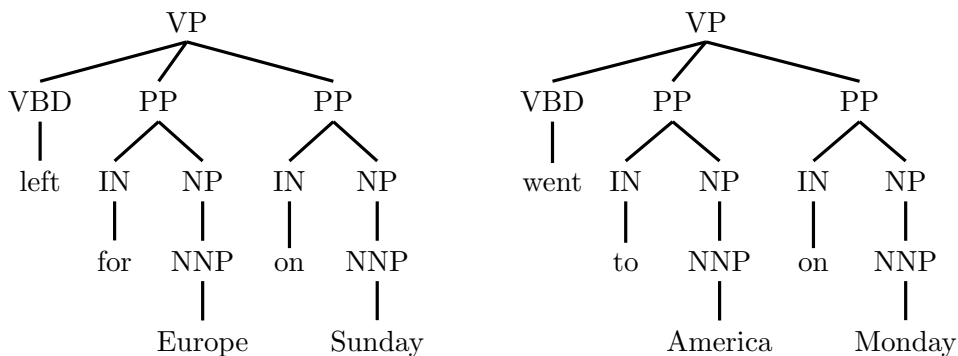 VP VP
VBD PP PP VBD PP PP
left IN NP IN NP went IN NP IN NP
for NNP on NNP to NNP on NNP
Europe Sunday America Monday